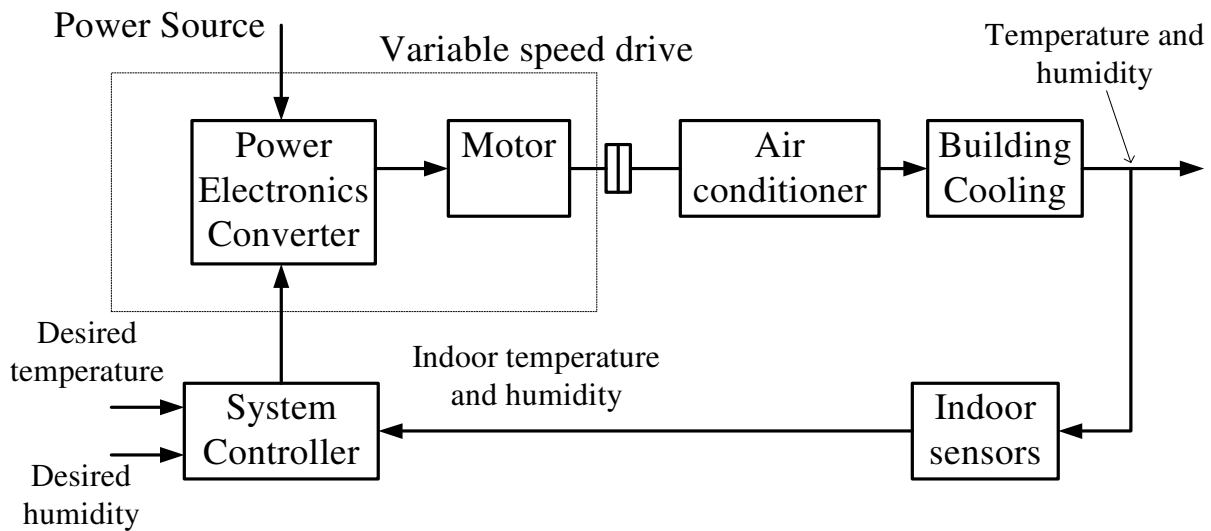 Power Source
Variable speed drive
Temperature and
humidity
Power
Electronics
Converter
Motor
Air
conditioner
Building
Cooling
Desired
temperature
Indoor temperature
and humidity
System
Controller
Indoor
sensors
Desired
humidity